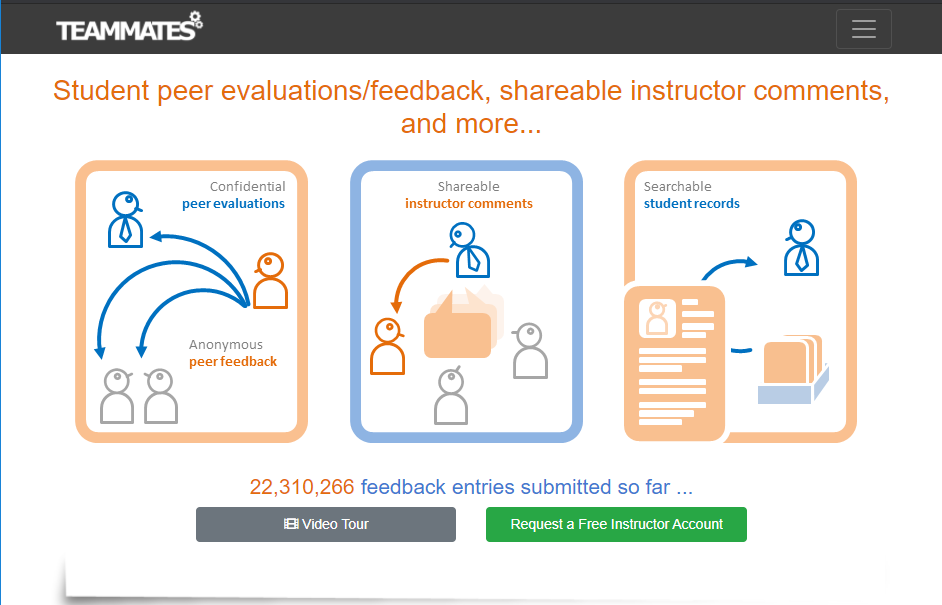 TEAMMATES
Student peer evaluations/feedback, shareable instructor comments,
and more...
Confidential
peer evaluations
Anonymous
peer feedback
Shareable
instructor comments
Searchable
student records
22,310,266 feedback entries submitted so far ...
Video Tour
Request a Free Instructor Account